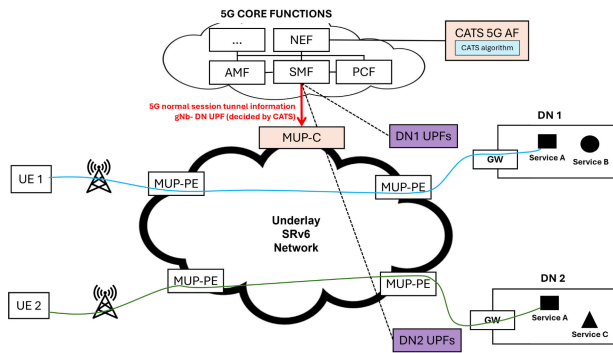 5G CORE FUNCTIONS
...
NEF
CATS 5G AF
CATS algorithm
AMF
SMF
PCF
5G normal session tunnel information
gNb- DN UPF (decided by CATS)
MUP-C
DN1 UPFs
DN 1
GW
Service A
Service B
UE 1
MUP-PE
MUP-PE
Underlay
SRv6
Network
MUP-PE
MUP-PE
UE 2
DN 2
GW
Service A
Service C
DN2 UPFs